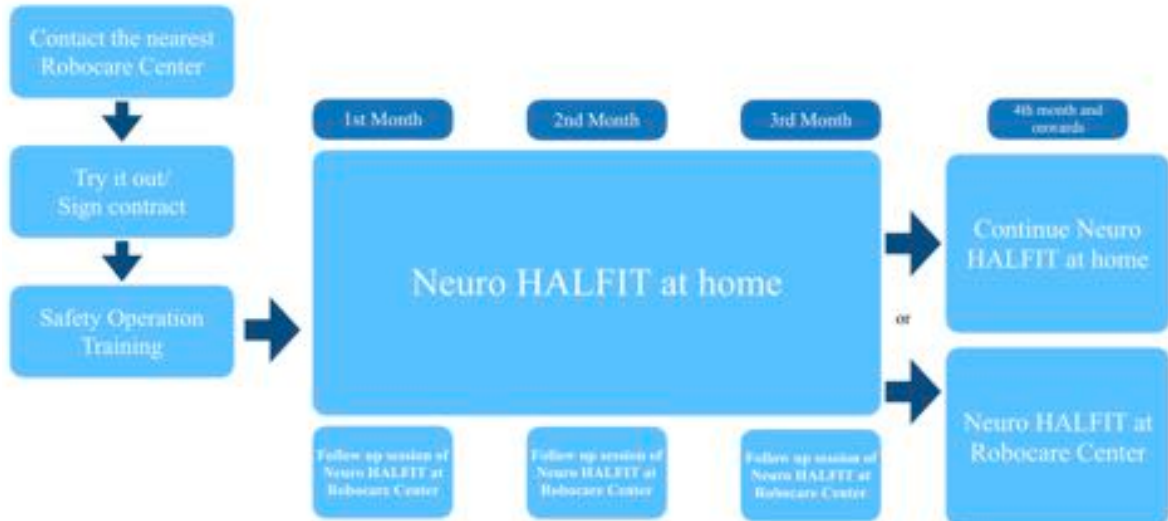 Contact the nearest
Robocare Center
Try it out/
Sign contract
Safety Operation
Training
1st Month
2nd Month
3rd Month
4th month and
onwards
Neuro HALFIT at home
Continue Neuro
HALFIT at home
or
Neuro HALFIT at
Robocare Center
Follow up session of
Neuro HALFIT at
Robocare Center
Follow up session of
Neuro HALFIT at
Robocare Center
Follow up session of
Neuro HALFIT at
Robocare Center